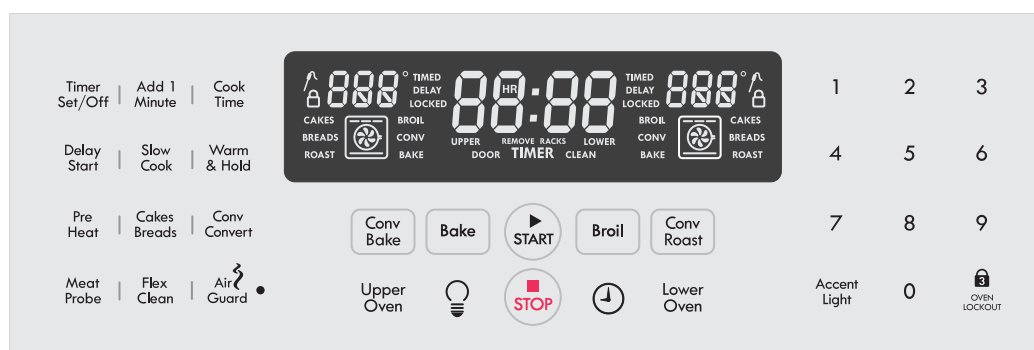 Timer
Set/Off
Add 1
Minute
Cook
Time
Delay
Start
Slow
Cook
Warm
& Hold
Pre
Heat
Cakes
Breads
Conv
Convert
Meat
Probe
Flex
Clean
Air
Guard
888° TIMED
DELAY
LOCKED
CAKES BROIL
BREADS CONV
ROAST BAKE
88:88
HR
UPPER REMOVE RACKS LOWER
DOOR TIMER CLEAN
TIMED 888°
DELAY
LOCKED
BROIL CAKES
CONV BREADS
BAKE ROAST
Conv
Bake
Bake
START
Broil
Conv
Roast
Upper
Oven
STOP
Lower
Oven
1 2 3
4 5 6
7 8 9
Accent
Light
0
3
OVEN
LOCKOUT